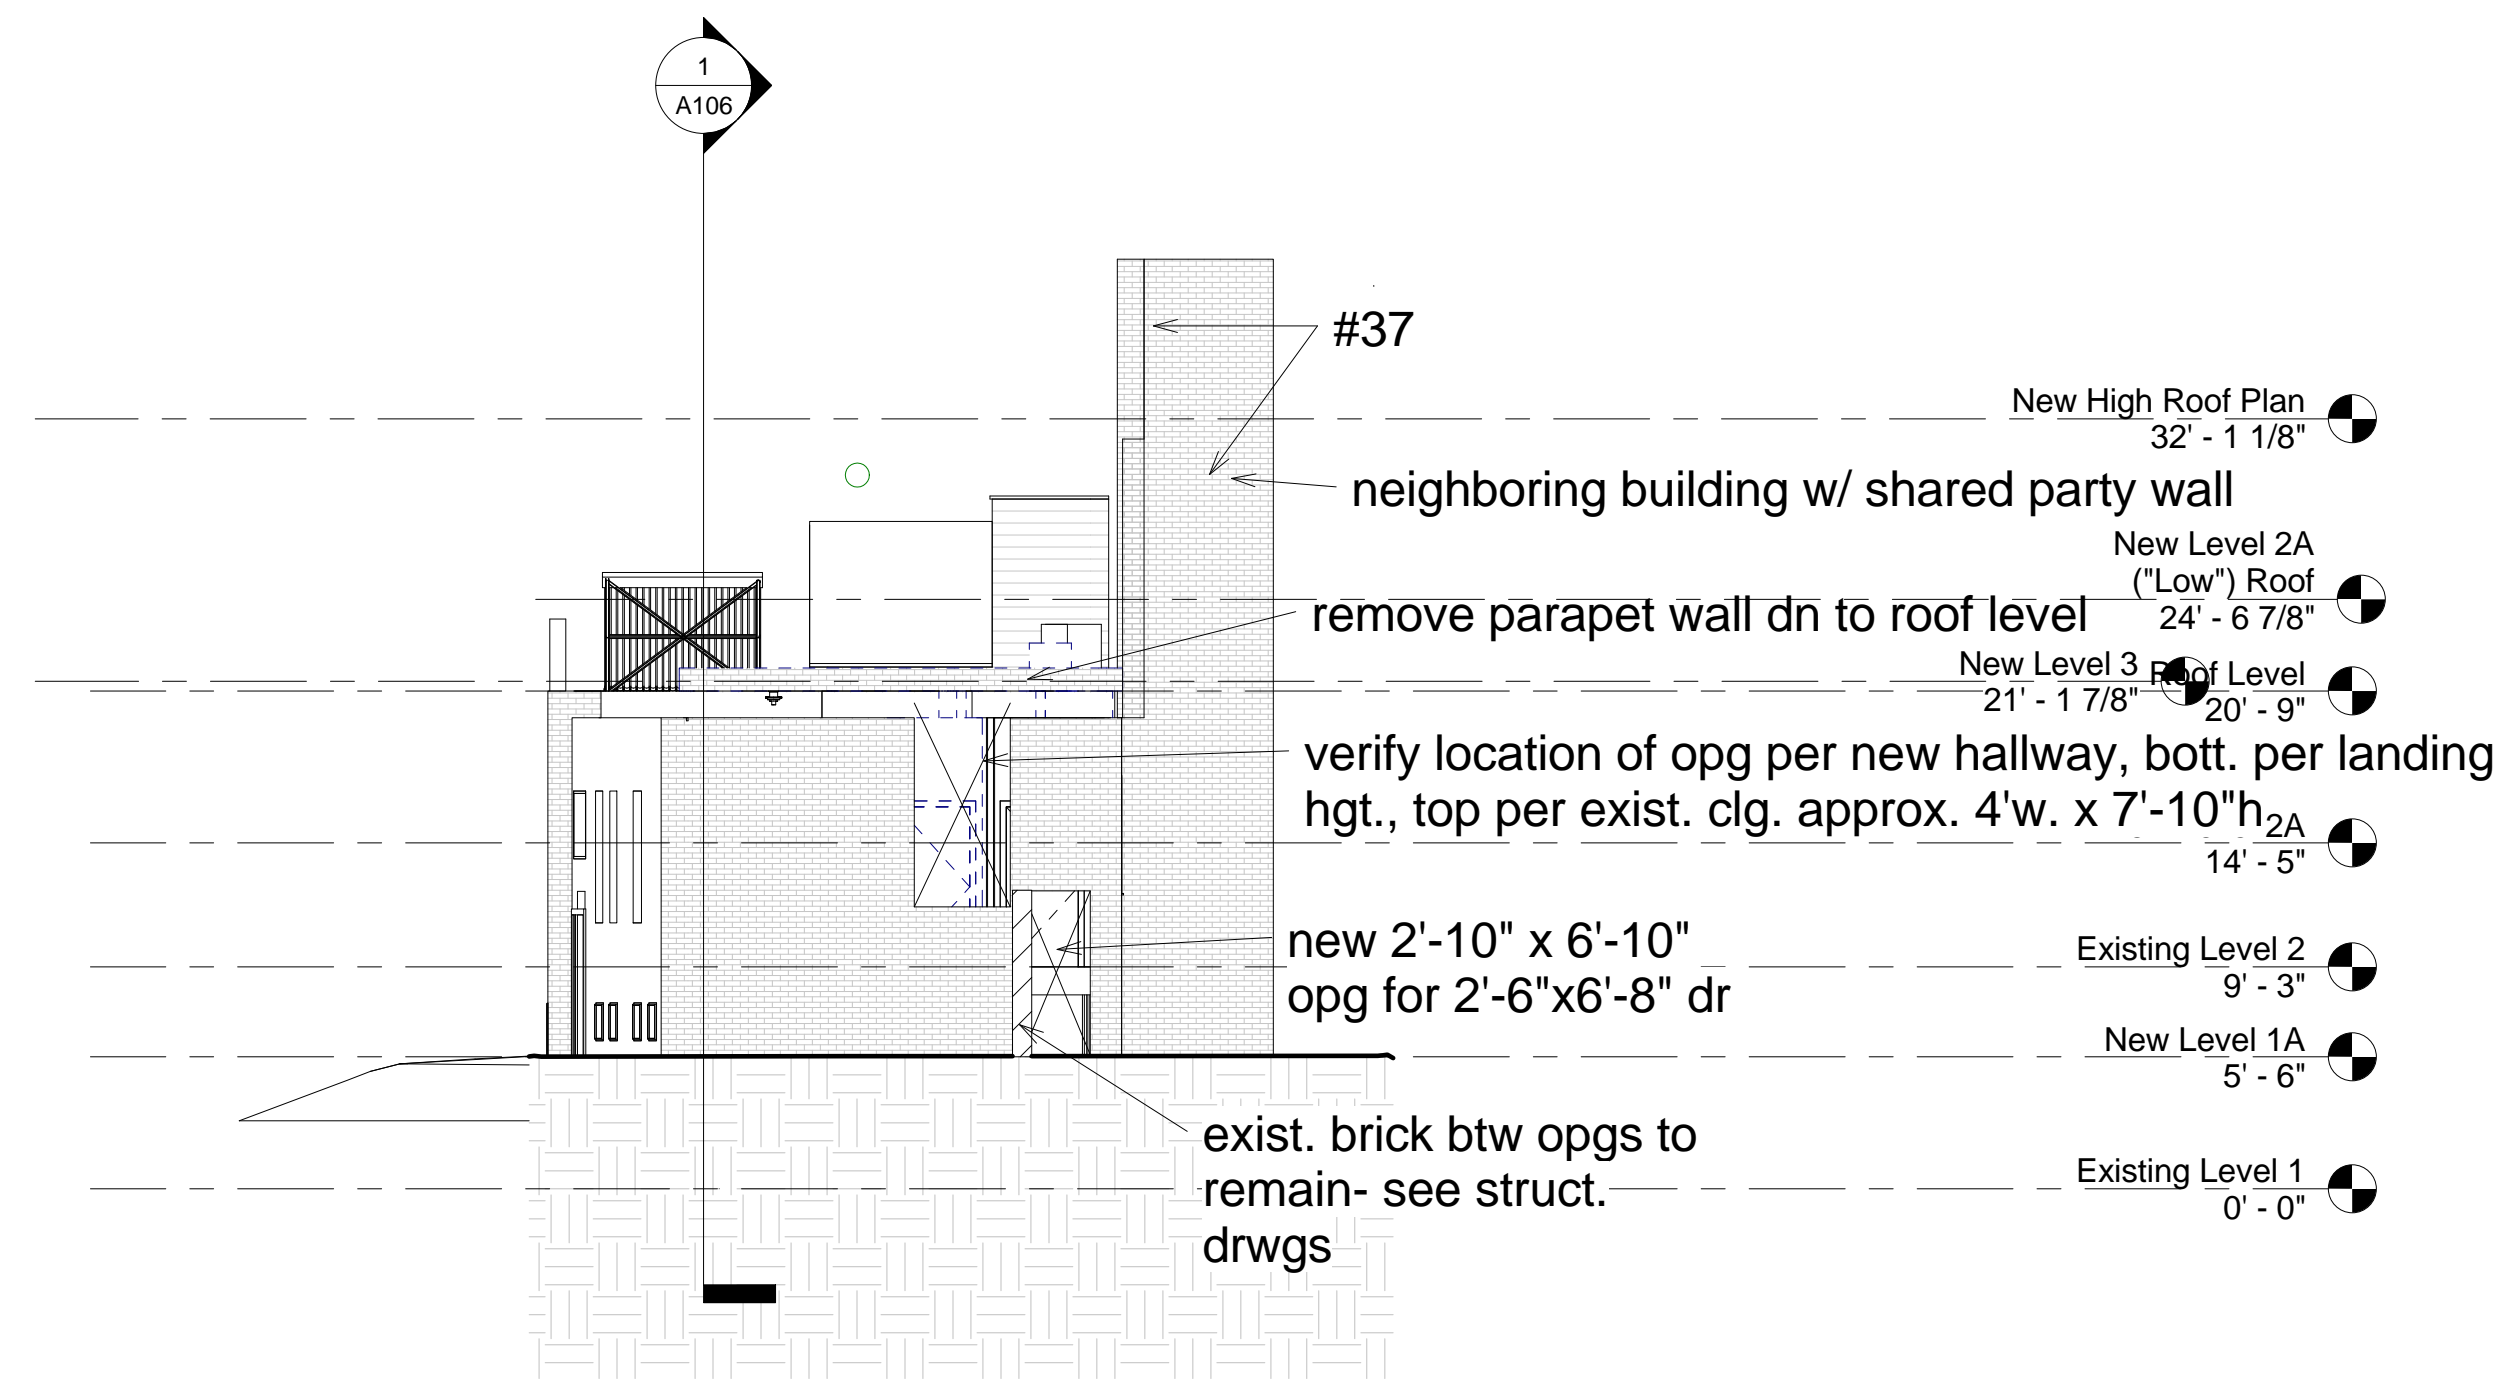 1
A106
#37
New High Roof Plan
32' - 1 1/8"
neighboring building w/ shared party wall
New Level 2A
("Low") Roof
24' - 6 7/8"
remove parapet wall dn to roof level
New Level 3
21' - 1 7/8"
Roof Level
20' - 9"
verify location of opg per new hallway, bott. per landing
hgt., top per exist. clg. approx. 4'w. x 7'-10"h
2A
14' - 5"
new 2'-10" x 6'-10"
opg for 2'-6"x6'-8" dr
Existing Level 2
9' - 3"
New Level 1A
5' - 6"
exist. brick btw opgs to
remain- see struct.
drwgs
Existing Level 1
0' - 0"